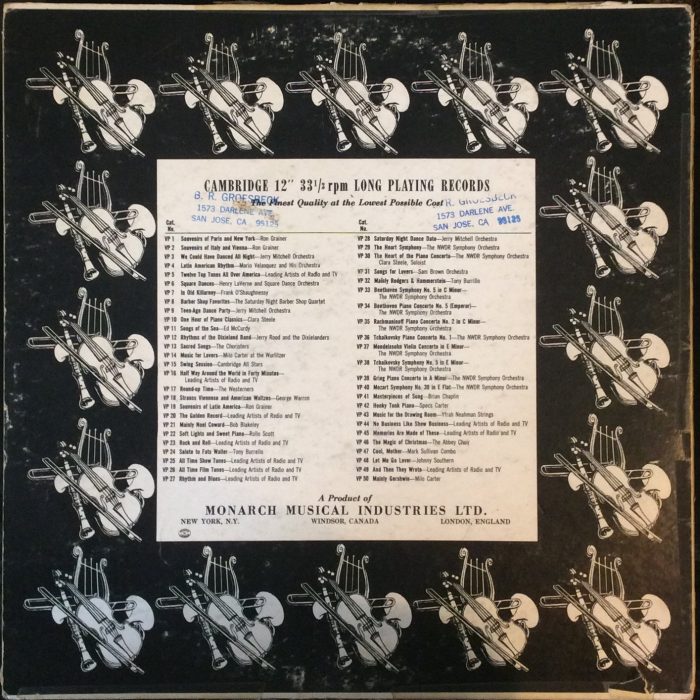 CAMBRIDGE 12" 33 1/3 rpm LONG PLAYING RECORDS
The Finest Quality at the Lowest Possible Cost
B. R. GROESBECK
1573 DARLENE AVE.
SAN JOSE, CA 95125
R. GROESBECK
1573 DARLENE AVE.
SAN JOSE, CA 95125
Cat. No.
VP 1 Souvenirs of Paris and New York—Ron Grainer
VP 2 Souvenirs of Italy and Vienna—Ron Grainer
VP 3 We Could Have Danced All Night—Jerry Mitchell Orchestra
VP 4 Latin American Rhythm—Mario Velasquez and His Orchestra
VP 5 Twelve Top Tunes All Over America—Leading Artists of Radio and TV
VP 6 Square Dances—Henry LaVerne and Square Dance Orchestra
VP 7 In Old Killarney—Frank O'Shaughnessy
VP 8 Barber Shop Favorites—The Saturday Night Barber Shop Quartet
VP 9 Teen-Age Dance Party—Jerry Mitchell Orchestra
VP 10 One Hour of Piano Classics—Clara Steele
VP 11 Songs of the Sea—Ed McCurdy
VP 12 Rhythms of the Dixieland Band—Jerry Rood and the Dixielanders
VP 13 Sacred Songs—The Choristers
VP 14 Music for Lovers—Milo Carter at the Wurlitzer
VP 15 Swing Session—Cambridge All Stars
VP 16 Half Way Around the World in Forty Minutes—
Leading Artists of Radio and TV
VP 17 Round-up Time—The Westerners
VP 18 Strauss Viennese and American Waltzes—George Warren
VP 19 Souvenirs of Latin America—Ron Grainer
VP 20 The Golden Record—Leading Artists of Radio and TV
VP 21 Mainly Noel Coward—Bob Blakeley
VP 22 Soft Lights and Sweet Piano—Rolle Scott
VP 23 Rock and Roll—Leading Artists of Radio and TV
VP 24 Salute to Fats Waller—Tony Burrello
VP 25 All Time Show Tunes—Leading Artists of Radio and TV
VP 26 All Time Film Tunes—Leading Artists of Radio and TV
VP 27 Rhythm and Blues—Leading Artists of Radio and TV
Cat. No.
VP 28 Saturday Night Dance Date—Jerry Mitchell Orchestra
VP 29 The Heart of the Symphony—The NWDR Symphony Orchestra
VP 30 The Heart of the Piano Concerto—The NWDR Symphony Orchestra
Clara Steele, Soloist
VP 31 Songs for Lovers—Sam Brown Orchestra
VP 32 Mainly Rodgers & Hammerstein—Tony Burrillo
VP 33 Beethoven Symphony No. 5 in C Minor—
The NWDR Symphony Orchestra
VP 34 Beethoven Piano Concerto No. 5 (Emperor)—
The NWDR Symphony Orchestra
VP 35 Rachmaninoff Piano Concerto No. 2 in C Minor—
The NWDR Symphony Orchestra
VP 36 Tchaikovsky Piano Concerto No. 1—The NWDR Symphony Orchestra
VP 37 Mendelssohn Violin Concerto in E Minor—
The NWDR Symphony Orchestra
VP 38 Tchaikovsky Symphony No. 5 in E Minor—
The NWDR Symphony Orchestra
VP 39 Grieg Piano Concerto in A Minor—The NWDR Symphony Orchestra
VP 40 Mozart Symphony No. 39 in E Flat—The NWDR Symphony Orchestra
VP 41 Masterpieces of Song—Brian Chaplin
VP 42 Honky Tonk Piano—Specs Carter
VP 43 Music for the Drawing Room—Yfrah Neahman Strings
VP 44 No Business Like Show Business—Leading Artists of Radio and TV
VP 45 Memories Are Made of These—Leading Artists of Radio and TV
VP 46 The Magic of Christmas—The Abbey Choir
VP 47 Cool, Mother—Mark Sullivan Combo
VP 48 Let Me Go Lover—Johnny Southern
VP 49 And Then They Wrote—Leading Artists of Radio and TV
VP 50 Mainly Gershwin—Milo Carter
A Product of
MONARCH MUSICAL INDUSTRIES LTD.
NEW YORK, N.Y. WINDSOR, CANADA LONDON, ENGLAND